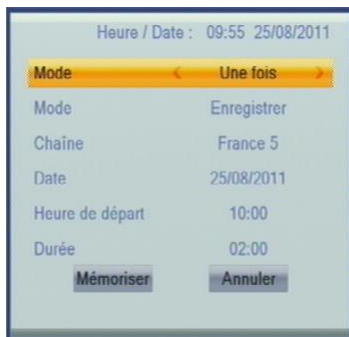 Heure / Date : 09:55 25/08/2011
Mode < Une fois >
Mode Enregistrer
Chaîne France 5
Date 25/08/2011
Heure de départ 10:00
Durée 02:00
Mémoriser Annuler